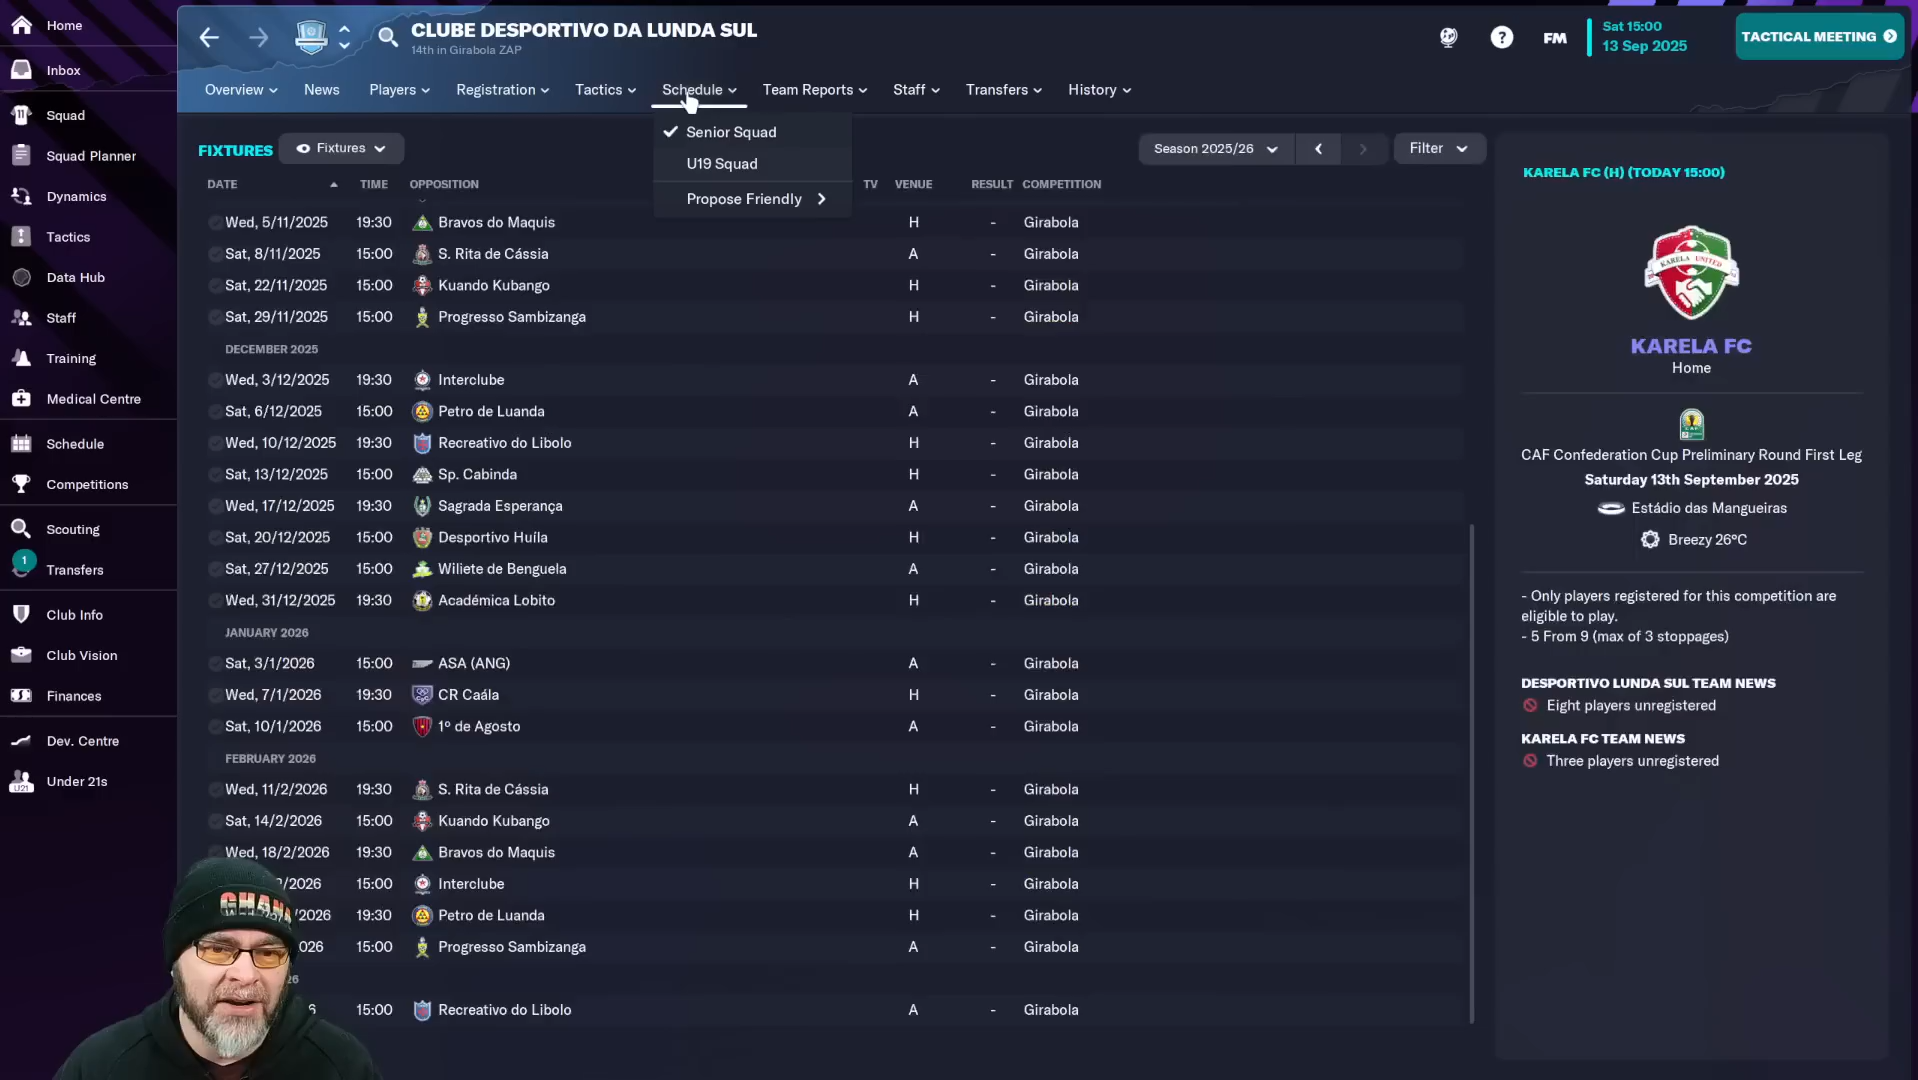 Home
Inbox
Squad
Squad Planner
Dynamics
Tactics
Data Hub
Staff
Training
Medical Centre
Schedule
Competitions
Scouting
1
Transfers
Club Info
Club Vision
Finances
Dev. Centre
U21
Under 21s
CLUBE DESPORTIVO DA LUNDA SUL
14th in Girabola ZAP
FM
Sat 15:00
13 Sep 2025
TACTICAL MEETING
Overview
News
Players
Registration
Tactics
Schedule
Team Reports
Staff
Transfers
History
Senior Squad
U19 Squad
Propose Friendly
FIXTURES
Fixtures
Season 2025/26
Filter
DATE TIME OPPOSITION TV VENUE RESULT COMPETITION
Wed, 5/11/2025 19:30 Bravos do Maquis H - Girabola
Sat, 8/11/2025 15:00 S. Rita de Cássia A - Girabola
Sat, 22/11/2025 15:00 Kuando Kubango H - Girabola
Sat, 29/11/2025 15:00 Progresso Sambizanga H - Girabola
DECEMBER 2025
Wed, 3/12/2025 19:30 Interclube A - Girabola
Sat, 6/12/2025 15:00 Petro de Luanda A - Girabola
Wed, 10/12/2025 19:30 Recreativo do Libolo H - Girabola
Sat, 13/12/2025 15:00 Sp. Cabinda H - Girabola
Wed, 17/12/2025 19:30 Sagrada Esperança A - Girabola
Sat, 20/12/2025 15:00 Desportivo Huíla H - Girabola
Sat, 27/12/2025 15:00 Wiliete de Benguela A - Girabola
Wed, 31/12/2025 19:30 Académica Lobito H - Girabola
JANUARY 2026
Sat, 3/1/2026 15:00 ASA (ANG) A - Girabola
Wed, 7/1/2026 19:30 CR Caála H - Girabola
Sat, 10/1/2026 15:00 1º de Agosto A - Girabola
FEBRUARY 2026
Wed, 11/2/2026 19:30 S. Rita de Cássia H - Girabola
Sat, 14/2/2026 15:00 Kuando Kubango A - Girabola
Wed, 18/2/2026 19:30 Bravos do Maquis A - Girabola
/2026 15:00 Interclube H - Girabola
/2026 19:30 Petro de Luanda H - Girabola
026 15:00 Progresso Sambizanga A - Girabola
26
6 15:00 Recreativo do Libolo A - Girabola
KARELA FC (H) (TODAY 15:00)
KARELA UNITED
KARELA FC
Home
CAF Confederation Cup Preliminary Round First Leg
Saturday 13th September 2025
Estádio das Mangueiras
Breezy 26°C
- Only players registered for this competition are
eligible to play.
- 5 From 9 (max of 3 stoppages)
DESPORTIVO LUNDA SUL TEAM NEWS
Eight players unregistered
KARELA FC TEAM NEWS
Three players unregistered
GHANA